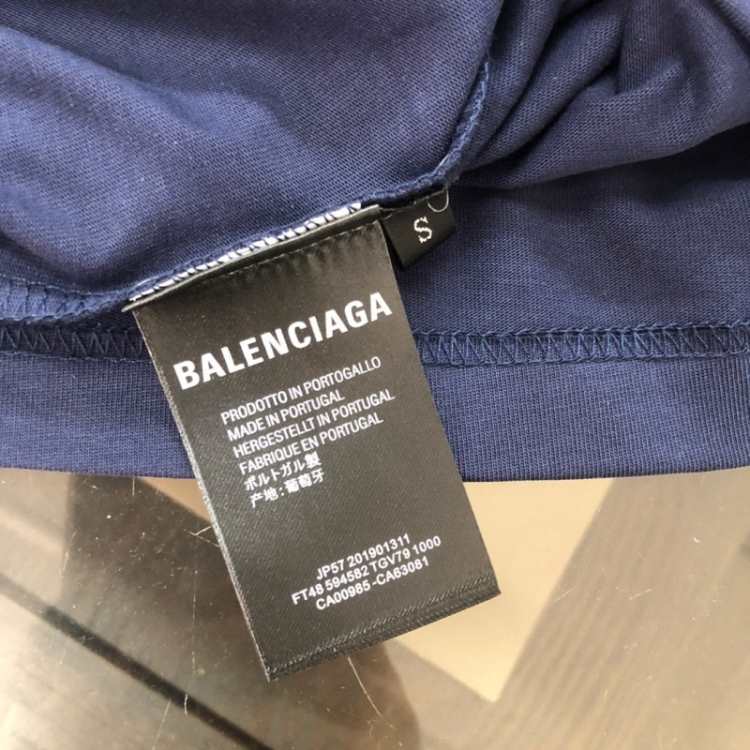 S
BALENCIAGA
PRODOTTO IN PORTOGALLO
MADE IN PORTUGAL
HERGESTELLT IN PORTUGAL
FABRIQUE EN PORTUGAL
ポルトガル製
产地:葡萄牙
JP57 201901311
FT48 594582 TGV79 1000
CA00985-CA63081